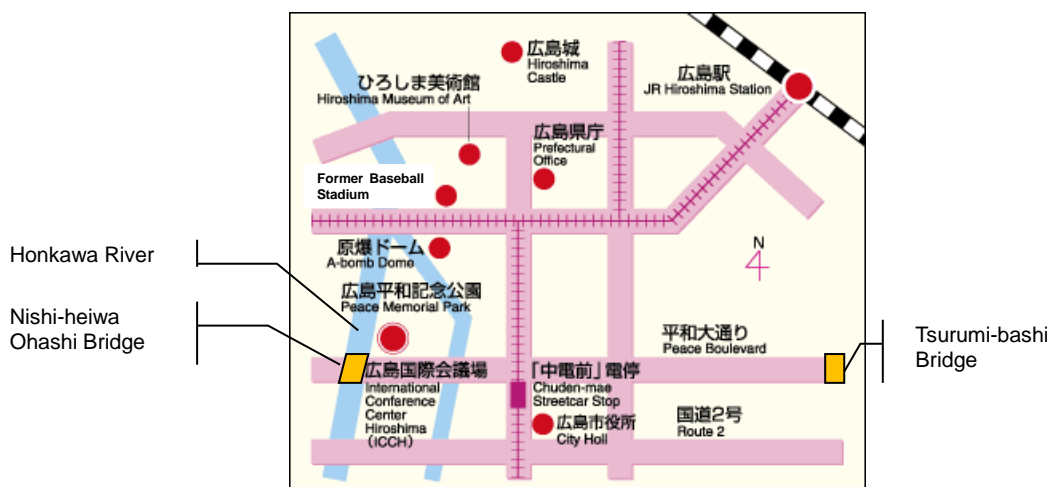 広島城
Hiroshima
Castle
広島駅
JR Hiroshima Station
ひろしま美術館
Hiroshima Museum of Art
広島県庁
Prefectural
Office
Former Baseball
Stadium
原爆ドーム
A-bomb Dome
N
Honkawa River
広島平和記念公園
Peace Memorial Park
Nishi-heiwa
Ohashi Bridge
平和大通り
Peace Boulevard
Tsurumi-bashi
Bridge
広島国際会議場
International
Confarence
Center
Hiroshima
(ICCH)
「中電前」電停
Chuden-mae
Streetcar Stop
広島市役所
City Holl
国道2号
Route 2